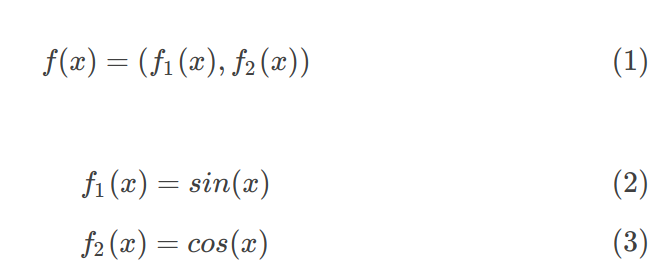 f(x) = (f₁(x), f₂(x)) (1)
f₁(x) = sin(x) (2)
f₂(x) = cos(x) (3)